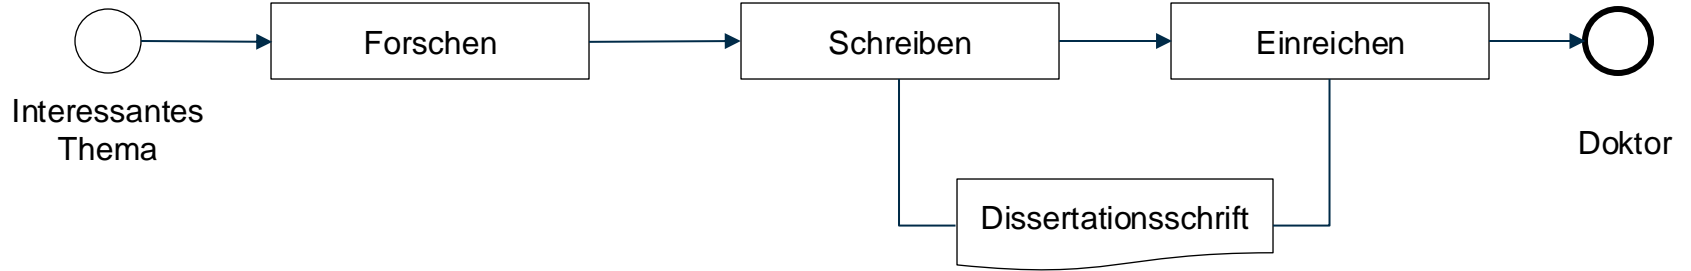 Forschen
Schreiben
Einreichen
Interessantes
Thema
Doktor
Dissertationsschrift